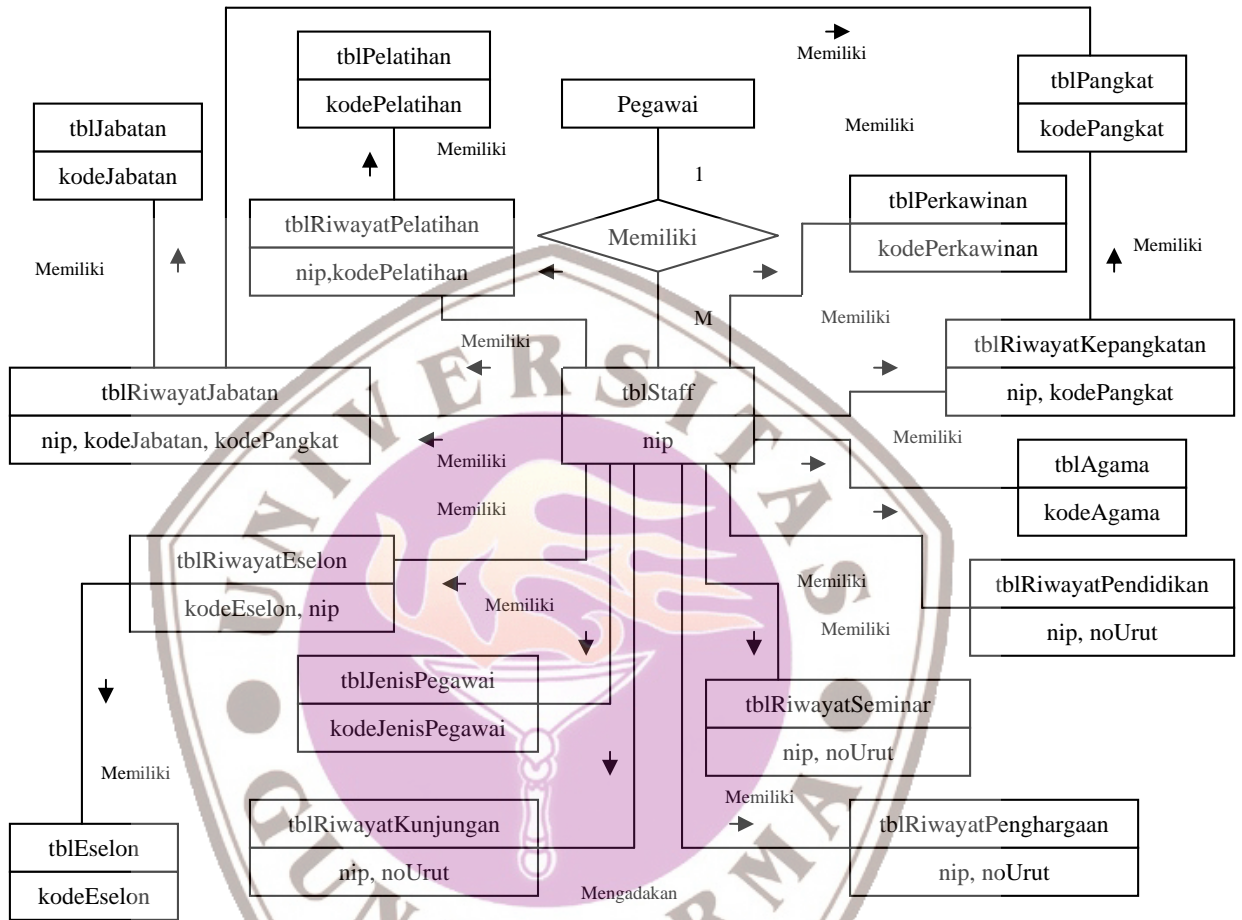 Memiliki
tblPelatihan
kodePelatihan
Pegawai
tblPangkat
kodePangkat
tblJabatan
kodeJabatan
Memiliki
Memiliki
1
tblPerkawinan
kodePerkawinan
tblRiwayatPelatihan
nip,kodePelatihan
Memiliki
Memiliki
Memiliki
M
Memiliki
Memiliki
tblRiwayatKepangkatan
nip, kodePangkat
tblRiwayatJabatan
nip, kodeJabatan, kodePangkat
tblStaff
nip
Memiliki
Memiliki
tblAgama
kodeAgama
Memiliki
tblRiwayatEselon
kodeEselon, nip
Memiliki
Memiliki
Memiliki
tblRiwayatPendidikan
nip, noUrut
tblJenisPegawai
kodeJenisPegawai
tblRiwayatSeminar
nip, noUrut
Memiliki
Memiliki
tblRiwayatKunjungan
nip, noUrut
tblRiwayatPenghargaan
nip, noUrut
tblEselon
kodeEselon
Mengadakan
UNIVERSITAS